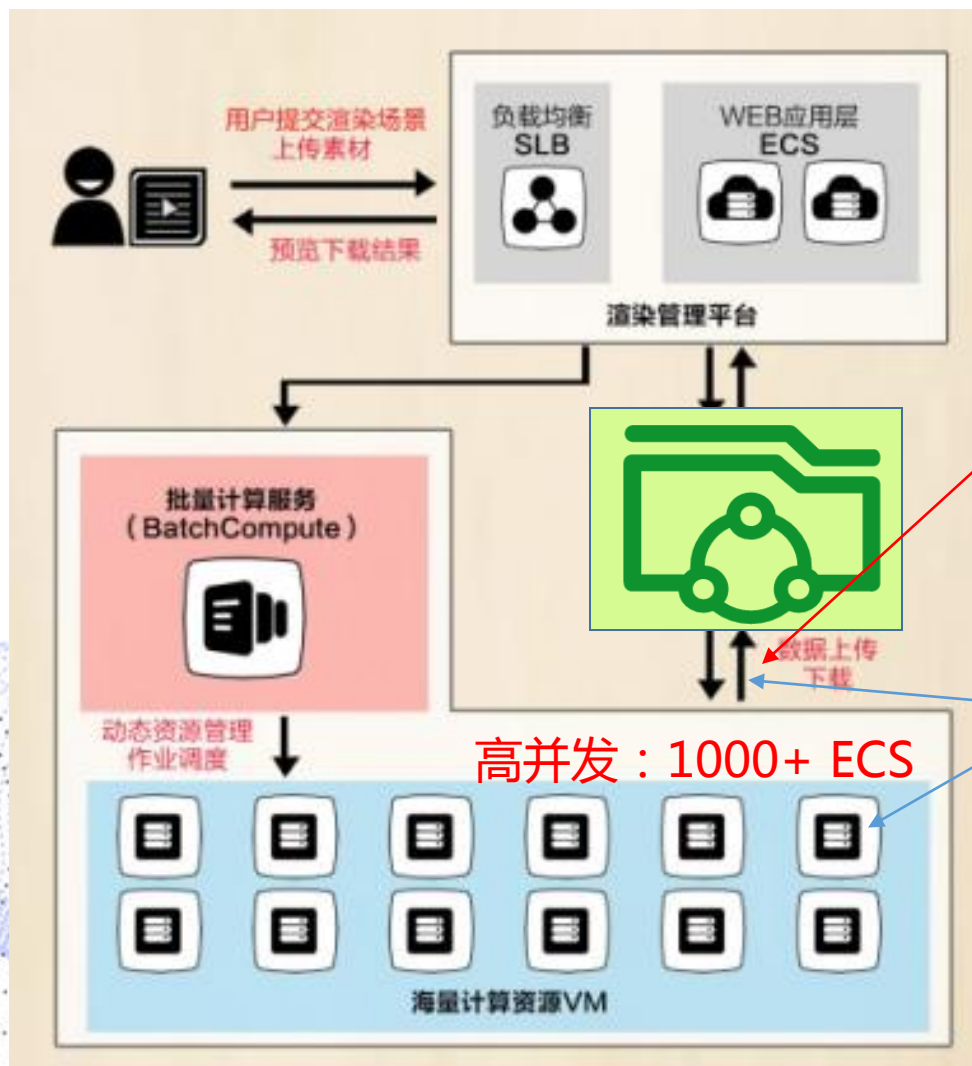 用户提交渲染场景
上传素材
预览下载结果
负载均衡
SLB
WEB应用层
ECS
渲染管理平台
批量计算服务
(BatchCompute)
数据上传
下载
动态资源管理
作业调度
高并发：1000+ ECS
海量计算资源VM